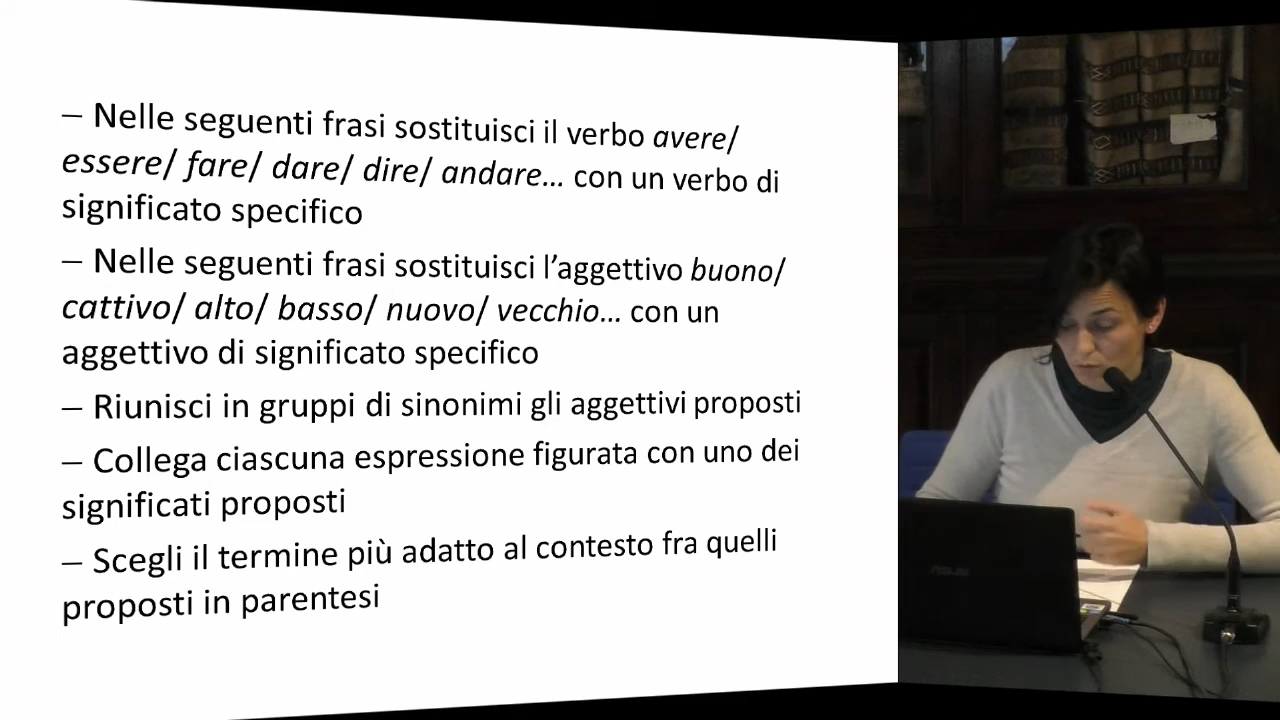 – Nelle seguenti frasi sostituisci il verbo avere/
essere/ fare/ dare/ dire/ andare… con un verbo di
significato specifico
– Nelle seguenti frasi sostituisci l’aggettivo buono/
cattivo/ alto/ basso/ nuovo/ vecchio… con un
aggettivo di significato specifico
– Riunisci in gruppi di sinonimi gli aggettivi proposti
– Collega ciascuna espressione figurata con uno dei
significati proposti
– Scegli il termine più adatto al contesto fra quelli
proposti in parentesi
ASUS